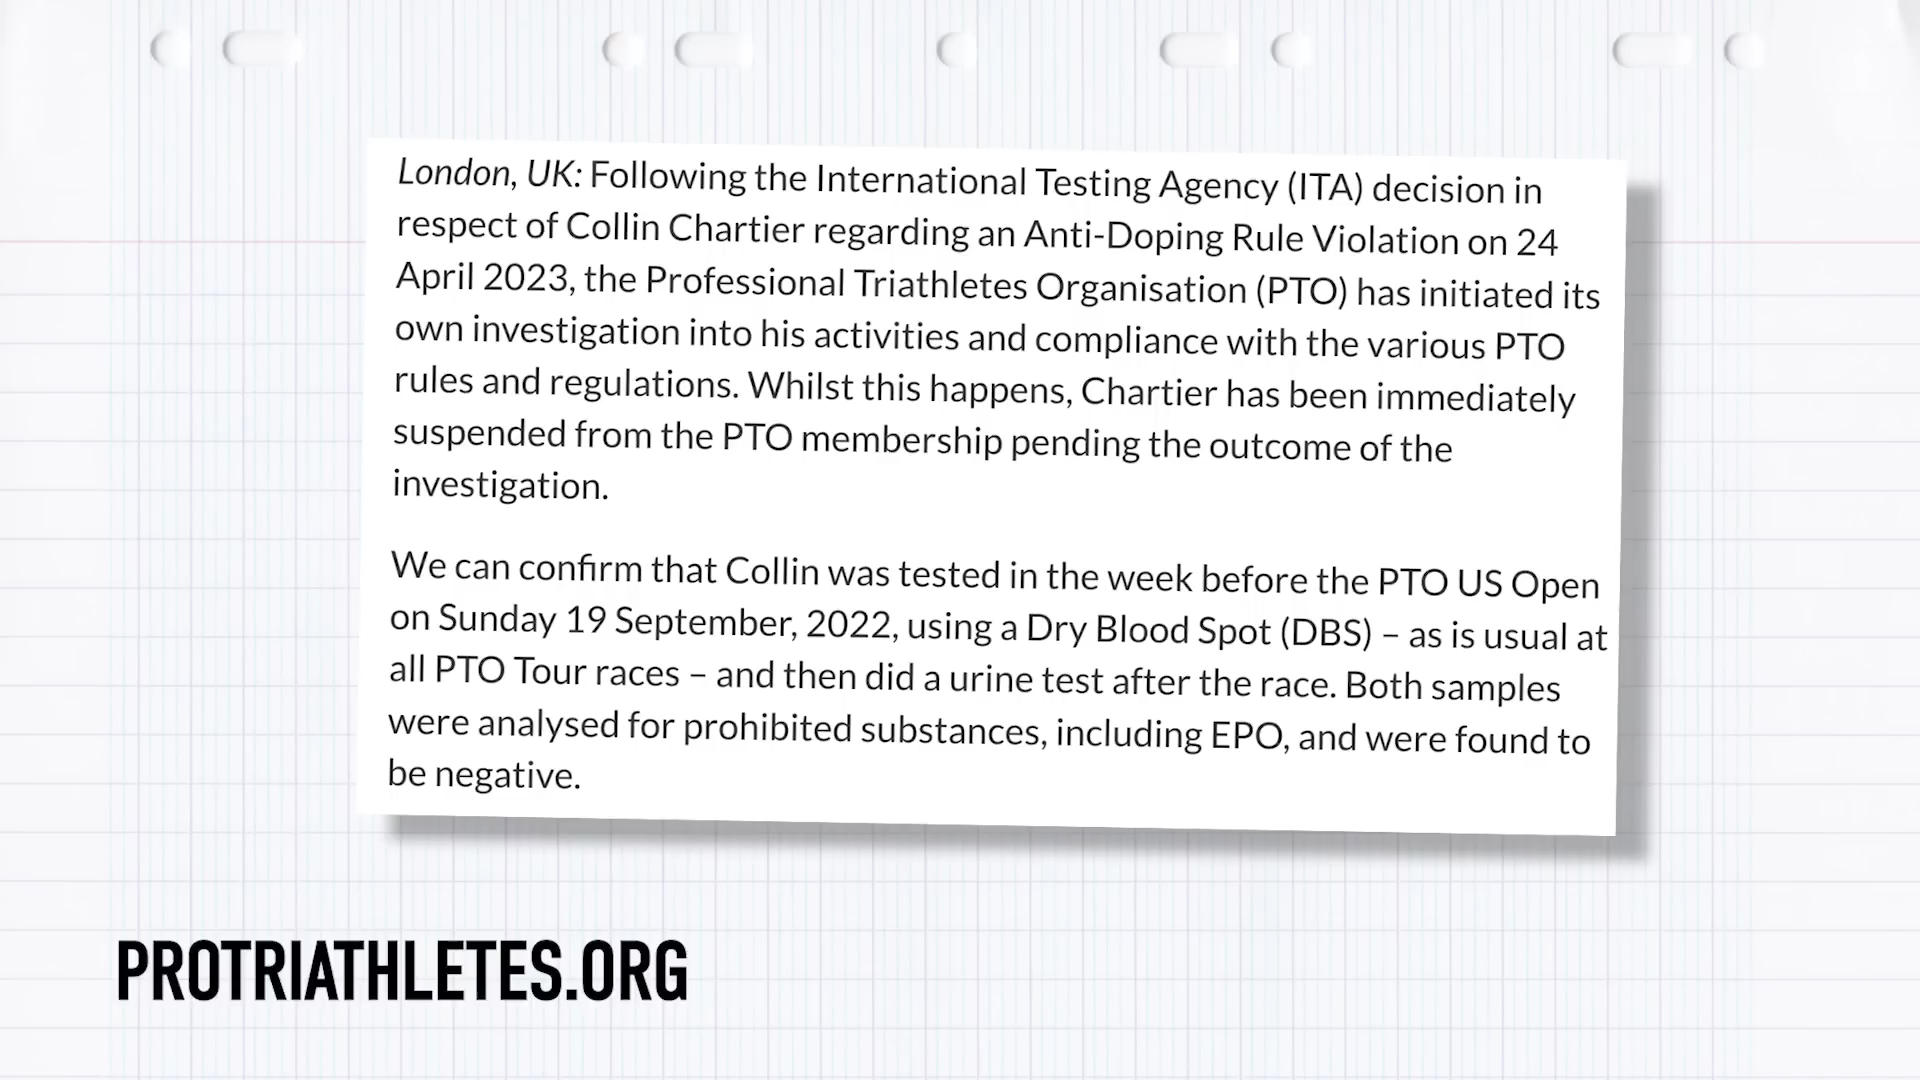 London, UK: Following the International Testing Agency (ITA) decision in
respect of Collin Chartier regarding an Anti-Doping Rule Violation on 24
April 2023, the Professional Triathletes Organisation (PTO) has initiated its
own investigation into his activities and compliance with the various PTO
rules and regulations. Whilst this happens, Chartier has been immediately
suspended from the PTO membership pending the outcome of the
investigation.
We can confirm that Collin was tested in the week before the PTO US Open
on Sunday 19 September, 2022, using a Dry Blood Spot (DBS) – as is usual at
all PTO Tour races – and then did a urine test after the race. Both samples
were analysed for prohibited substances, including EPO, and were found to
be negative.
PROTRIATHLETES.ORG